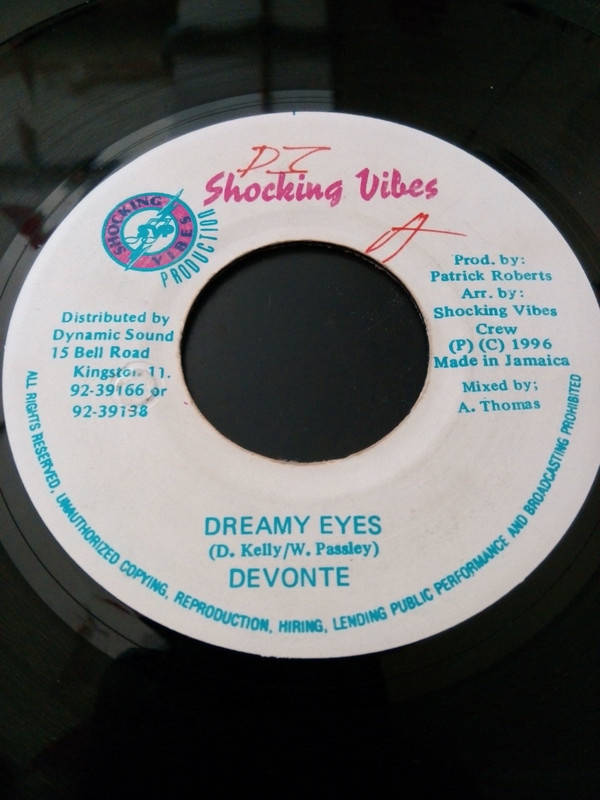 DI
Shocking Vibes
A
SHOCKING
VIBES
PRODUCTION
Distributed by
Dynamic Sound
15 Bell Road
Kingston 11.
92-39166 or
92-39138
Prod. by:
Patrick Roberts
Arr. by:
Shocking Vibes
Crew
(P) (C) 1996
Made in Jamaica
Mixed by;
A. Thomas
DREAMY EYES
(D. Kelly/W. Passley)
DEVONTE
ALL RIGHTS RESERVED, UNAUTHORIZED COPYING, REPRODUCTION, HIRING, LENDING PUBLIC PERFORMANCE AND BROADCASTING PROHIBITED